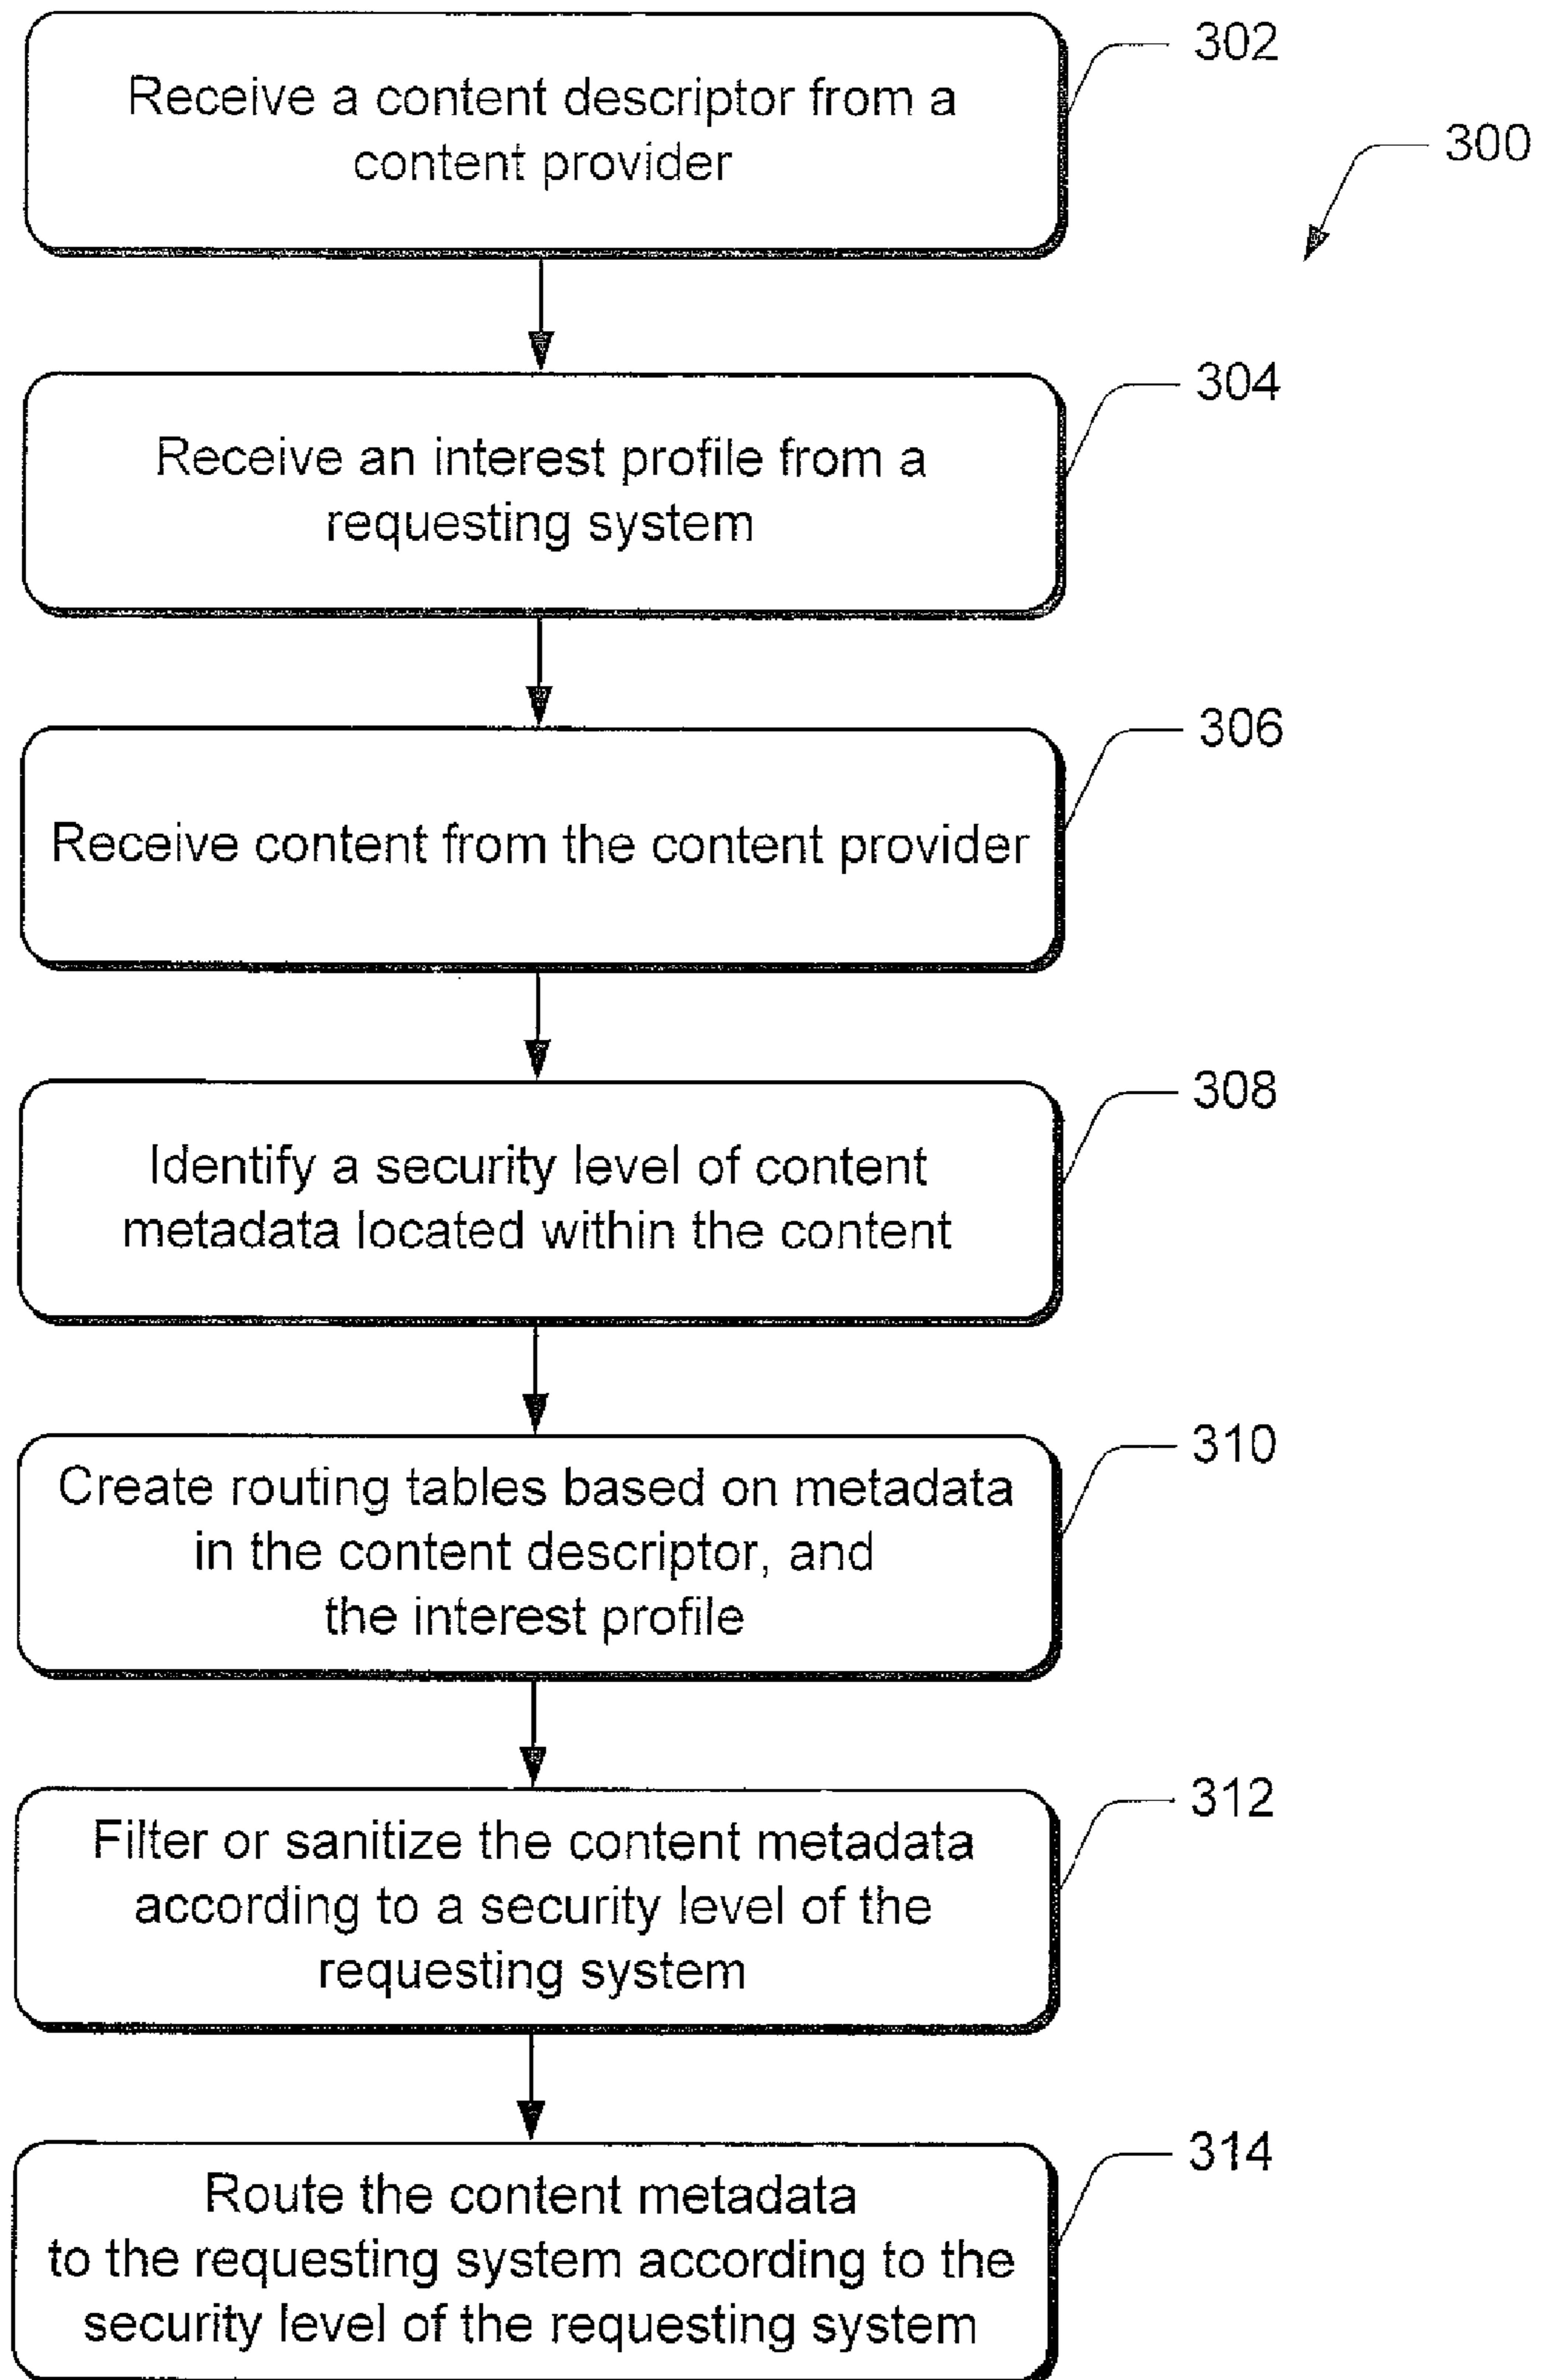 Receive a content descriptor from a
content provider
302
300
Receive an interest profile from a
requesting system
304
Receive content from the content provider
306
Identify a security level of content
metadata located within the content
308
Create routing tables based on metadata
in the content descriptor, and
the interest profile
310
Filter or sanitize the content metadata
according to a security level of the
requesting system
312
Route the content metadata
to the requesting system according to the
security level of the requesting system
314